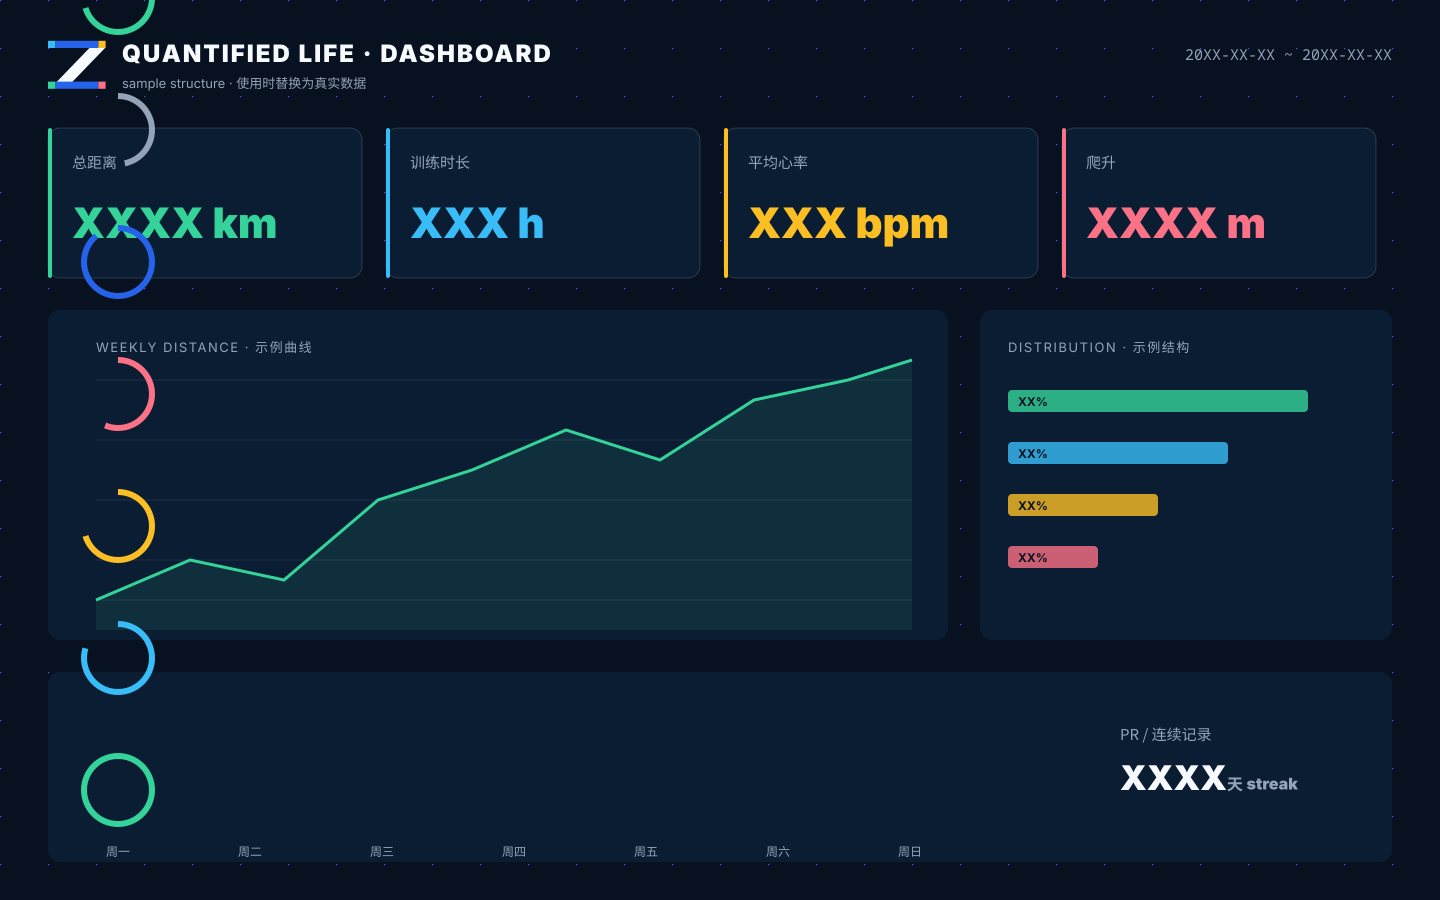 QUANTIFIED LIFE · DASHBOARD
20XX-XX-XX ~ 20XX-XX-XX
sample structure · 使用时替换为真实数据
总距离
XXXX km
训练时长
XXX h
平均心率
XXX bpm
爬升
XXXX m
WEEKLY DISTANCE · 示例曲线
DISTRIBUTION · 示例结构
XX%
XX%
XX%
XX%
PR / 连续记录
XXXX天 streak
周一
周二
周三
周四
周五
周六
周日